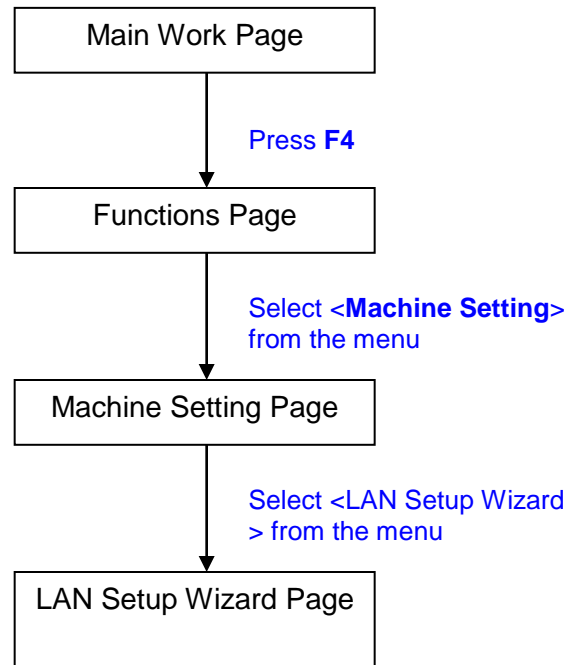 Main Work Page
Press F4
Functions Page
Select <Machine Setting>
from the menu
Machine Setting Page
Select <LAN Setup Wizard
> from the menu
LAN Setup Wizard Page